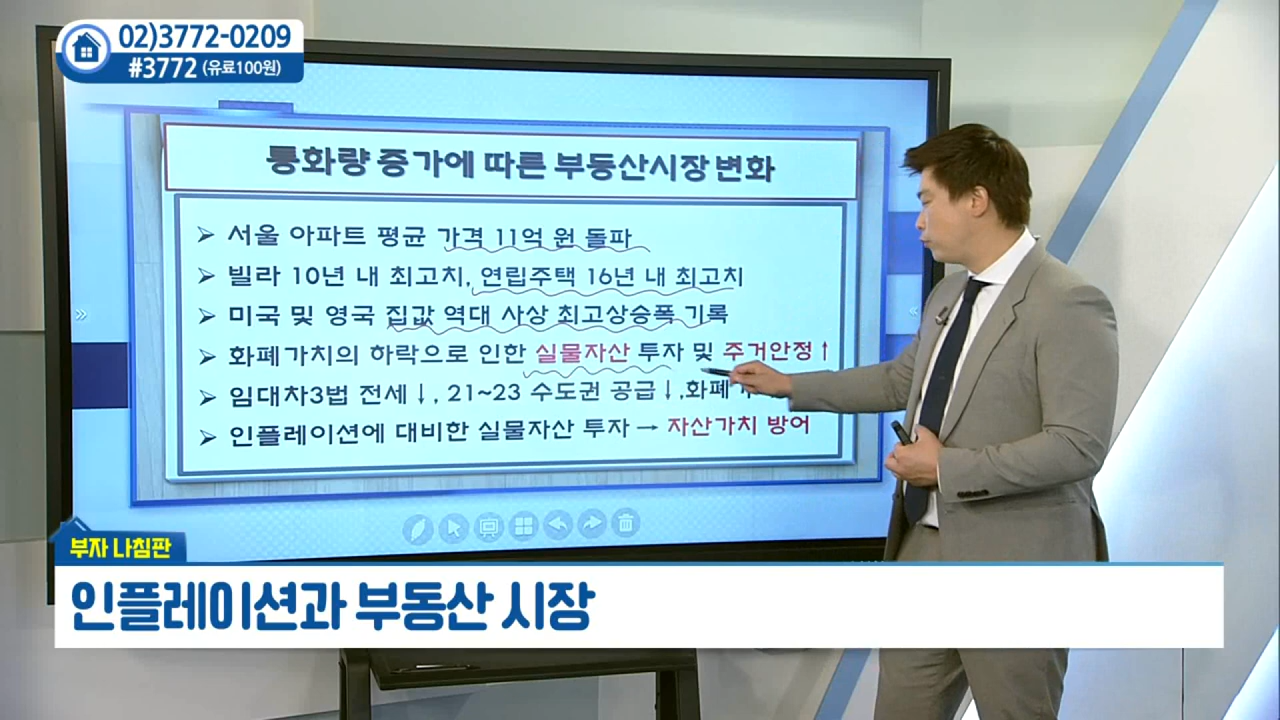 02)3772-0209
#3772 (유료100원)
통화량 증가에 따른 부동산시장 변화
➢ 서울 아파트 평균 가격 11억 원 돌파
➢ 빌라 10년 내 최고치, 연립주택 16년 내 최고치
➢ 미국 및 영국 집값 역대 사상 최고상승폭 기록
➢ 화폐가치의 하락으로 인한 실물자산 투자 및 주거안정↑
➢ 임대차3법 전세↓, 21~23 수도권 공급↓,화폐
➢ 인플레이션에 대비한 실물자산 투자 → 자산가치 방어
부자 나침판
인플레이션과 부동산 시장